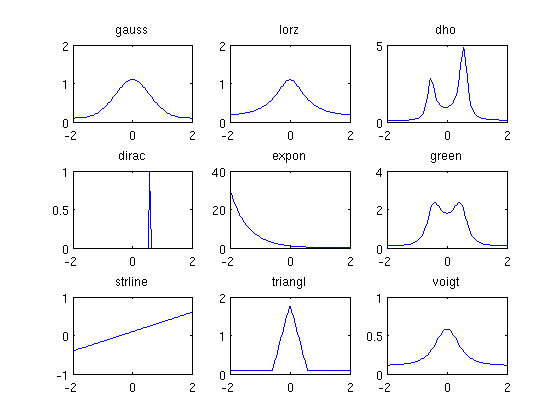 gauss lorz dho
2 2 5
1 1
0 0 0
-2 0 2 -2 0 2 -2 0 2
dirac expon green
1 40 4
0.5 20 2
0 0 0
-2 0 2 -2 0 2 -2 0 2
strline triangl voigt
1 2 1
0 1 0.5
-1 0 0
-2 0 2 -2 0 2 -2 0 2